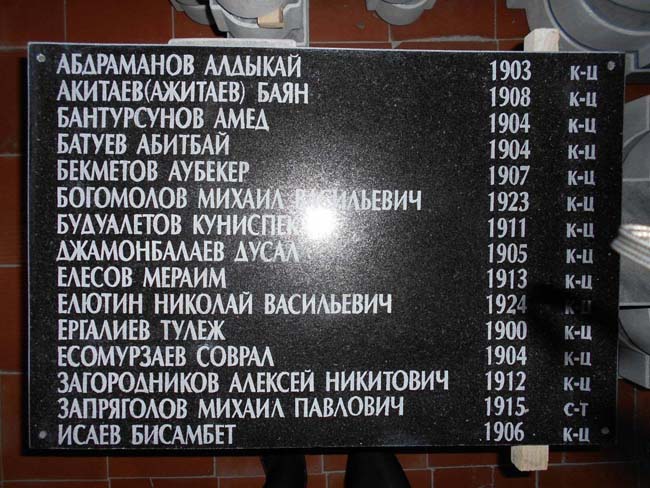 АБДРАМАНОВ АЛДЫКАЙ 1903 К-Ц
АКИТАЕВ(АЖИТАЕВ) БАЯН 1908 К-Ц
БАНТУРСУНОВ АМЕД 1904 К-Ц
БАТУЕВ АБИТБАЙ 1904 К-Ц
БЕКМЕТОВ АУБЕКЕР 1907 К-Ц
БОГОМОЛОВ МИХАИЛ ВАСИЛЬЕВИЧ 1923 К-Ц
БУДУАЛЕТОВ 1911 К-Ц
ДЖАМОНБАЛАЕВ ДУСАЛ 1905 К-Ц
ЕЛЕСОВ МЕРАИМ 1913 К-Ц
ЕЛЮТИН НИКОЛАЙ ВАСИЛЬЕВИЧ 1924 К-Ц
ЕРГАЛИЕВ ТУЛЕЖ 1900 К-Ц
ЕСОМУРЗАЕВ СОВРАЛ 1904 К-Ц
ЗАГОРОДНИКОВ АЛЕКСЕЙ НИКИТОВИЧ 1912 К-Ц
ЗАПРЯГОЛОВ МИХАИЛ ПАВЛОВИЧ 1915 С-Т
ИСАЕВ БИСАМБЕТ 1906 К-Ц